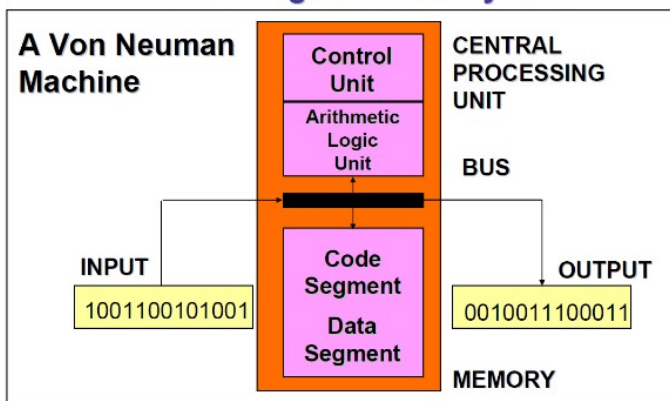 A Von Neuman
Machine
Control
Unit
Arithmetic
Logic
Unit
CENTRAL
PROCESSING
UNIT
BUS
INPUT
1001100101001
Code
Segment
Data
Segment
OUTPUT
0010011100011
MEMORY